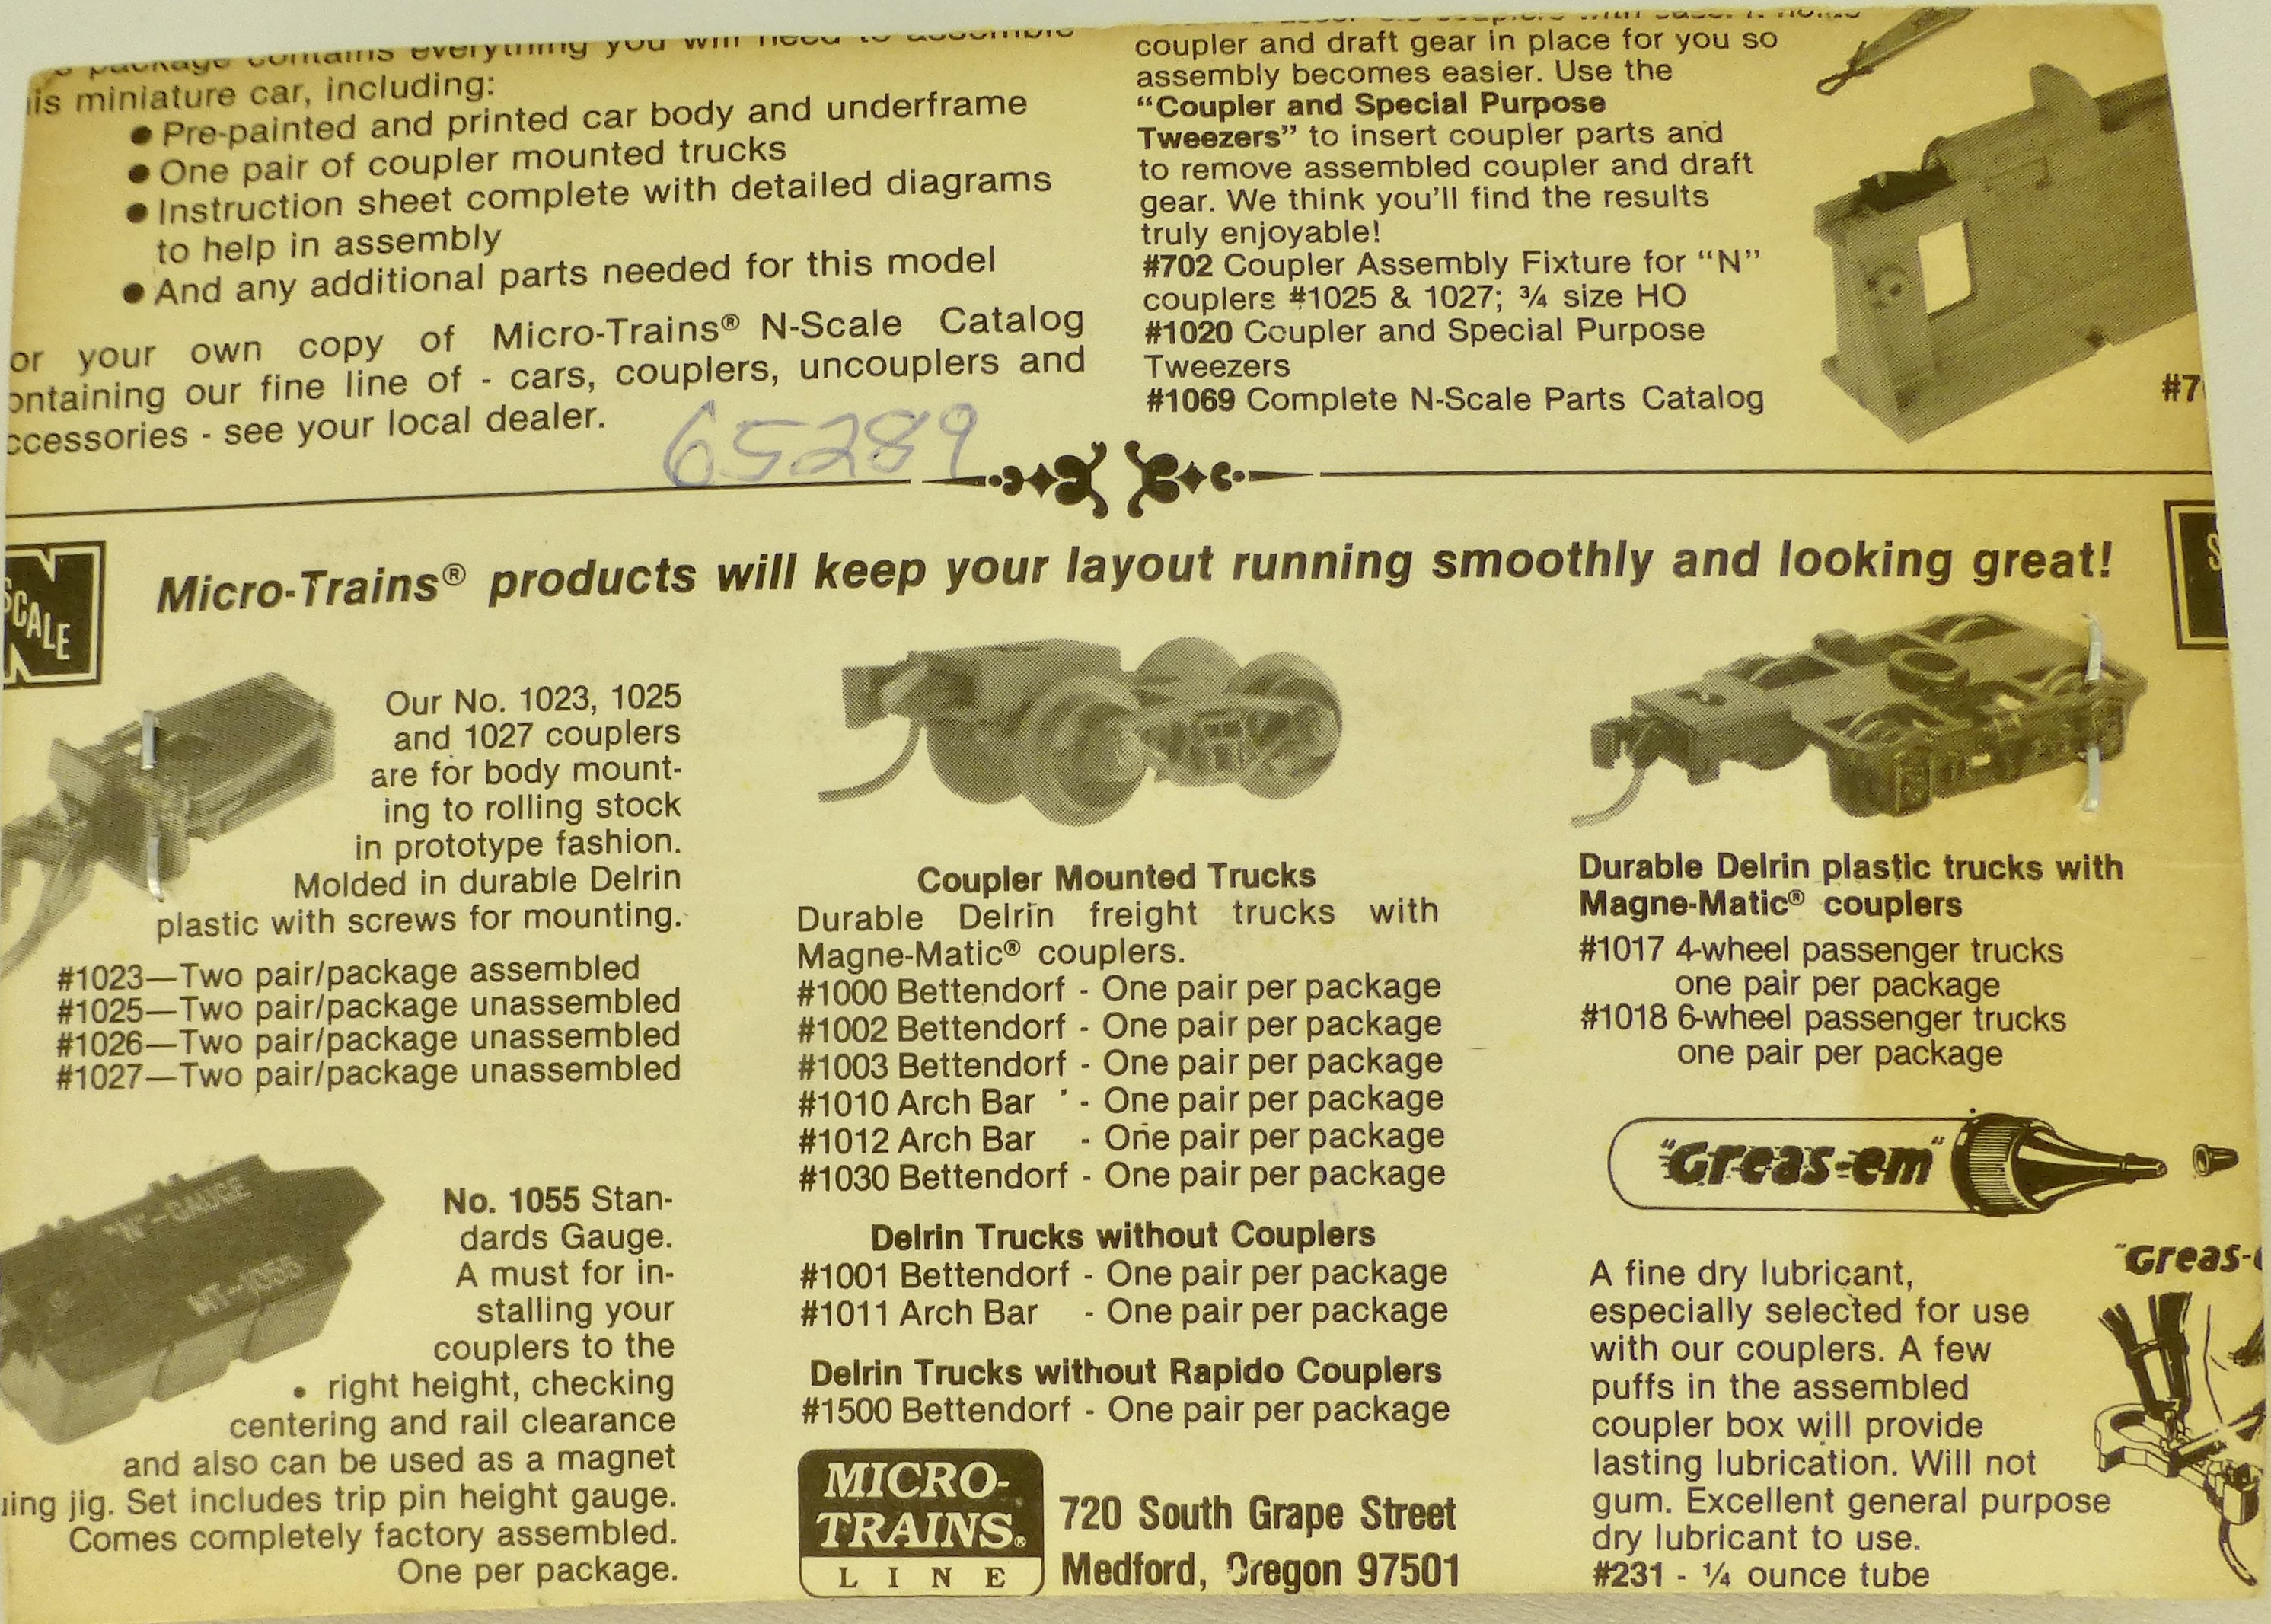 package contains everything you will need to assemble
is miniature car, including:
● Pre-painted and printed car body and underframe
● One pair of coupler mounted trucks
● Instruction sheet complete with detailed diagrams
to help in assembly
● And any additional parts needed for this model
or your own copy of Micro-Trains® N-Scale Catalog
ontaining our fine line of - cars, couplers, uncouplers and
ccessories - see your local dealer.
65289
coupler and draft gear in place for you so
assembly becomes easier. Use the
“Coupler and Special Purpose
Tweezers” to insert coupler parts and
to remove assembled coupler and draft
gear. We think you'll find the results
truly enjoyable!
#702 Coupler Assembly Fixture for “N”
couplers #1025 & 1027; ¾ size HO
#1020 Coupler and Special Purpose
Tweezers
#1069 Complete N-Scale Parts Catalog
#7
N
SCALE
Micro-Trains® products will keep your layout running smoothly and looking great!
S
Our No. 1023, 1025
and 1027 couplers
are for body mount-
ing to rolling stock
in prototype fashion.
Molded in durable Delrin
plastic with screws for mounting.
#1023—Two pair/package assembled
#1025—Two pair/package unassembled
#1026—Two pair/package unassembled
#1027—Two pair/package unassembled
"N"-GAUGE
MT-1055
No. 1055 Stan-
dards Gauge.
A must for in-
stalling your
couplers to the
right height, checking
centering and rail clearance
and also can be used as a magnet
ing jig. Set includes trip pin height gauge.
Comes completely factory assembled.
One per package.
Coupler Mounted Trucks
Durable Delrin freight trucks with
Magne-Matic® couplers.
#1000 Bettendorf - One pair per package
#1002 Bettendorf - One pair per package
#1003 Bettendorf - One pair per package
#1010 Arch Bar - One pair per package
#1012 Arch Bar - One pair per package
#1030 Bettendorf - One pair per package
Delrin Trucks without Couplers
#1001 Bettendorf - One pair per package
#1011 Arch Bar - One pair per package
Delrin Trucks without Rapido Couplers
#1500 Bettendorf - One pair per package
MICRO-
TRAINS®
LINE
720 South Grape Street
Medford, Oregon 97501
Durable Delrin plastic trucks with
Magne-Matic® couplers
#1017 4-wheel passenger trucks
one pair per package
#1018 6-wheel passenger trucks
one pair per package
"Greas-em"
"Greas-
A fine dry lubricant,
especially selected for use
with our couplers. A few
puffs in the assembled
coupler box will provide
lasting lubrication. Will not
gum. Excellent general purpose
dry lubricant to use.
#231 - ¼ ounce tube